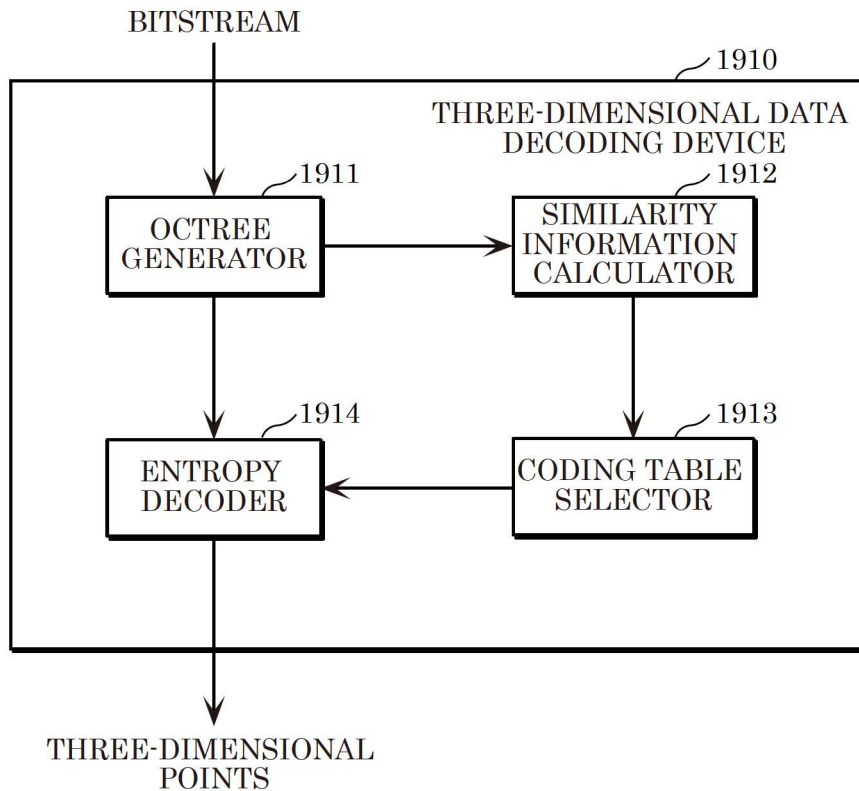 BITSTREAM
1910
THREE-DIMENSIONAL DATA
DECODING DEVICE
1911
OCTREE
GENERATOR
1912
SIMILARITY
INFORMATION
CALCULATOR
1914
ENTROPY
DECODER
1913
CODING TABLE
SELECTOR
THREE-DIMENSIONAL
POINTS